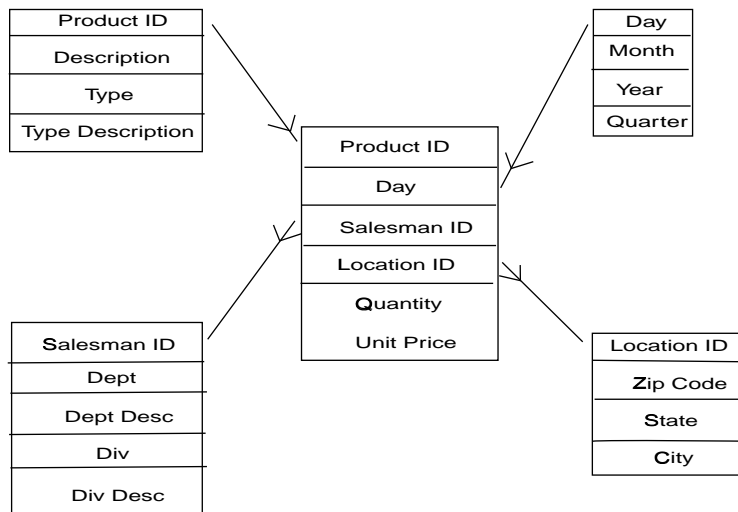 Product ID
Description
Type
Type Description
Day
Month
Year
Quarter
Product ID
Day
Salesman ID
Location ID
Quantity
Unit Price
Salesman ID
Dept
Dept Desc
Div
Div Desc
Location ID
Zip Code
State
City